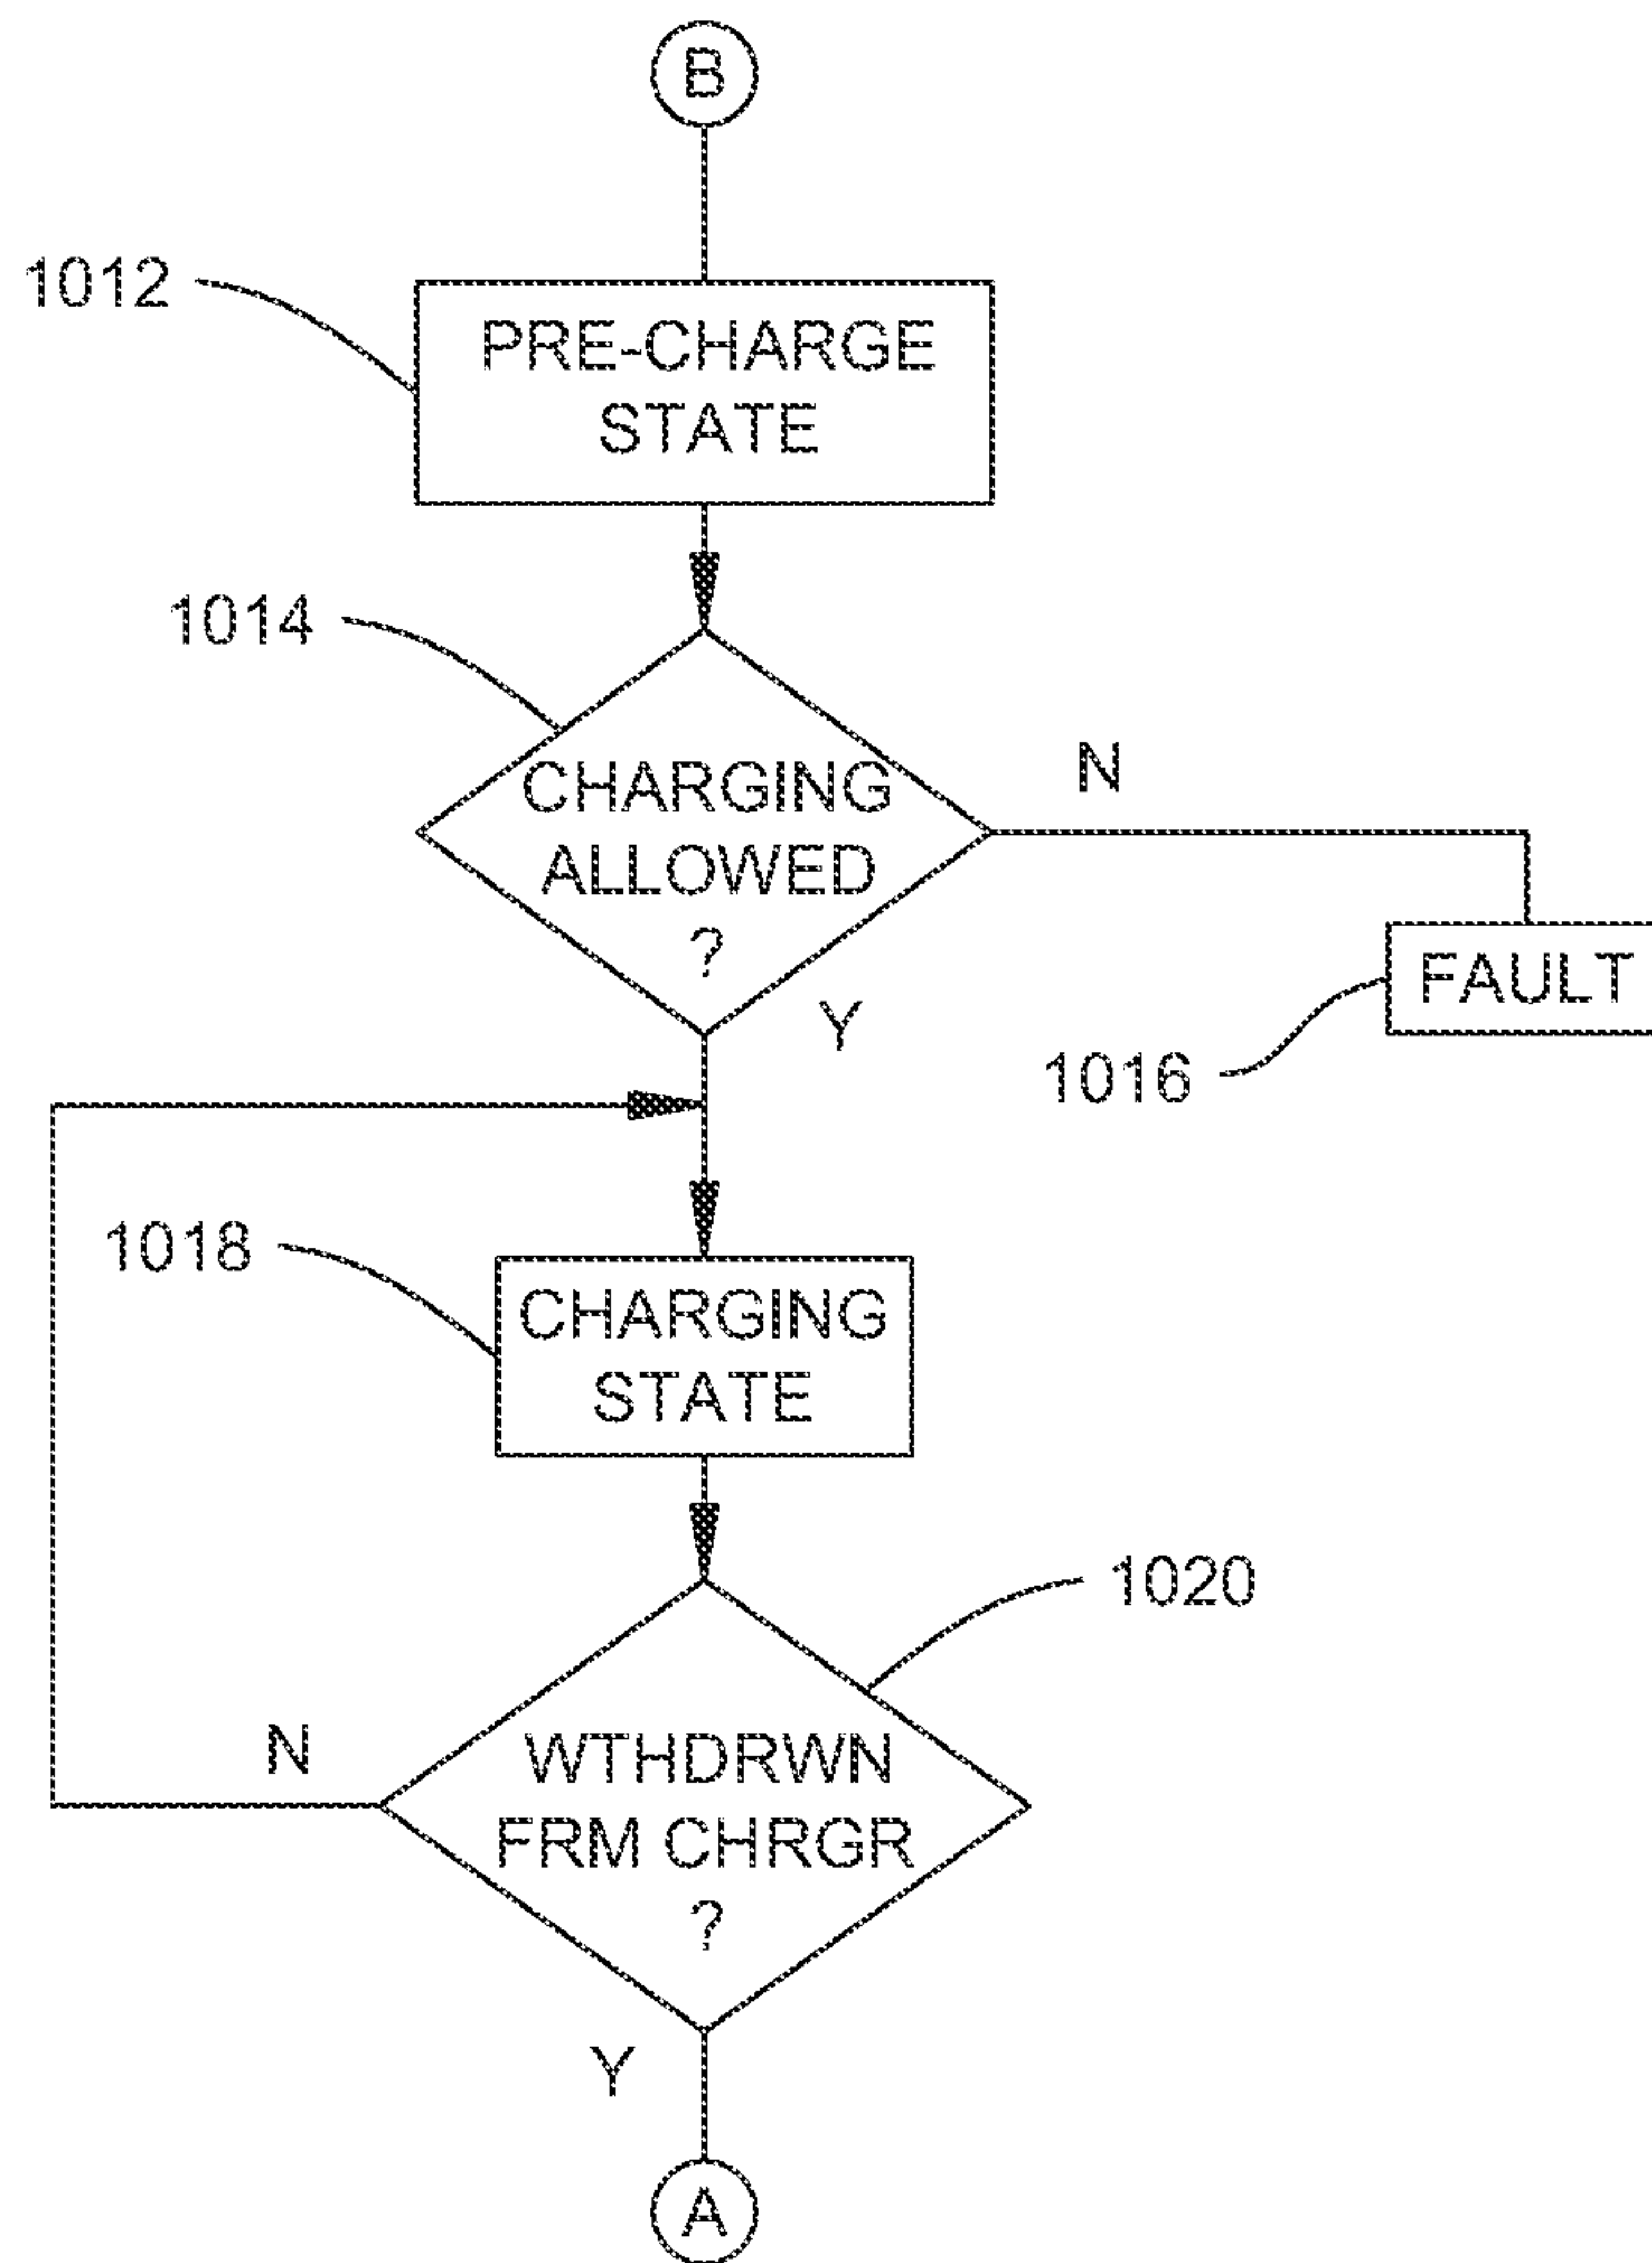 B
1012
PRE-CHARGE
STATE
1014
CHARGING
ALLOWED
?
N
Y
FAULT
1016
1018
CHARGING
STATE
1020
N
WTHDRWN
FRM CHRGR
?
Y
A